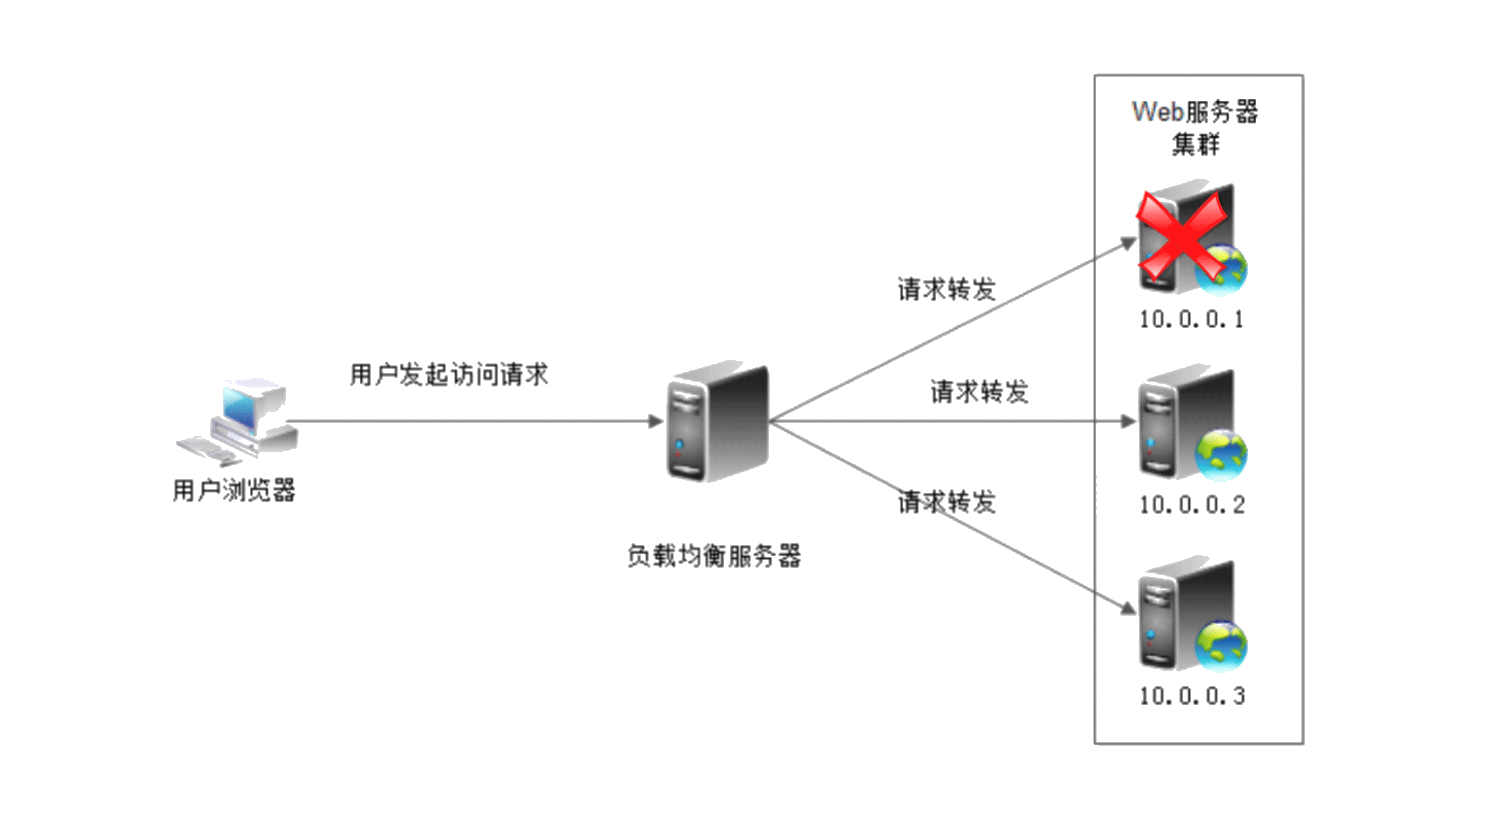 Web服务器
集群
请求转发
10.0.0.1
用户发起访问请求
请求转发
用户浏览器
请求转发
10.0.0.2
负载均衡服务器
10.0.0.3